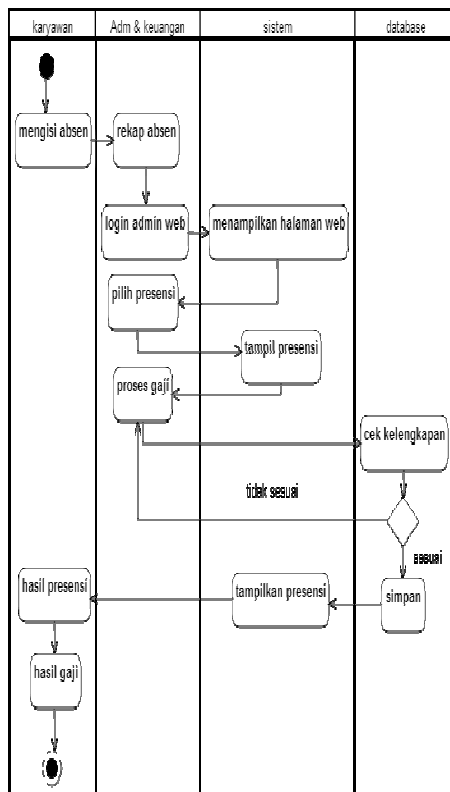 karyawan
Adm & keuangan
sistem
database
mengisi absen
rekap absen
login admin web
menampilkan halaman web
pilih presensi
tampil presensi
proses gaji
cek kelengkapan
tidak sesuai
sesuai
hasil presensi
tampilkan presensi
simpan
hasil gaji